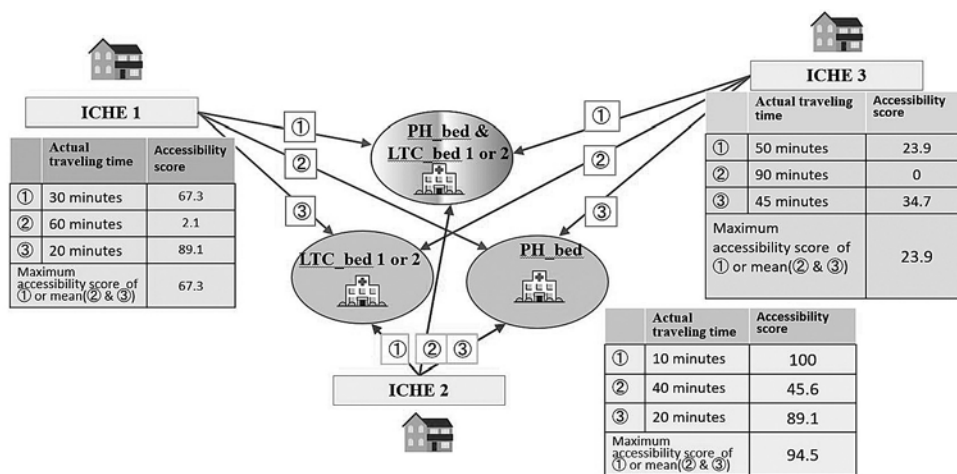 ICHE 1
Actual traveling time
Accessibility score
① 30 minutes 67.3
② 60 minutes 2.1
③ 20 minutes 89.1
Maximum accessibility score of ① or mean(② & ③) 67.3
①
②
③
PH_bed &
LTC_bed 1 or 2
LTC_bed 1 or 2
PH_bed
①
②
③
ICHE 3
Actual traveling time
Accessibility score
① 50 minutes 23.9
② 90 minutes 0
③ 45 minutes 34.7
Maximum
accessibility score of
① or mean(② & ③)
23.9
① ② ③
ICHE 2
Actual traveling time
Accessibility score
① 10 minutes 100
② 40 minutes 45.6
③ 20 minutes 89.1
Maximum
accessibility score of
① or mean(② & ③)
94.5